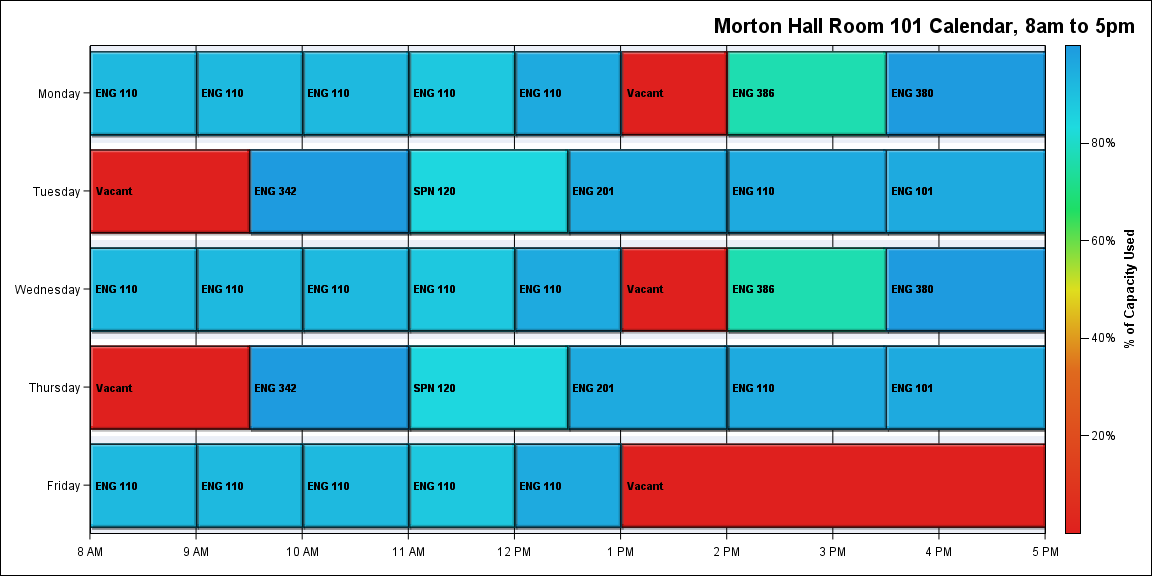 Morton Hall Room 101 Calendar, 8am to 5pm
Monday ENG 110 ENG 110 ENG 110 ENG 110 ENG 110 Vacant ENG 386 ENG 380
80%
Tuesday Vacant ENG 342 SPN 120 ENG 201 ENG 110 ENG 101
60%
% of Capacity Used
Wednesday ENG 110 ENG 110 ENG 110 ENG 110 ENG 110 Vacant ENG 386 ENG 380
40%
Thursday Vacant ENG 342 SPN 120 ENG 201 ENG 110 ENG 101
20%
Friday ENG 110 ENG 110 ENG 110 ENG 110 ENG 110 Vacant
8 AM 9 AM 10 AM 11 AM 12 PM 1 PM 2 PM 3 PM 4 PM 5 PM